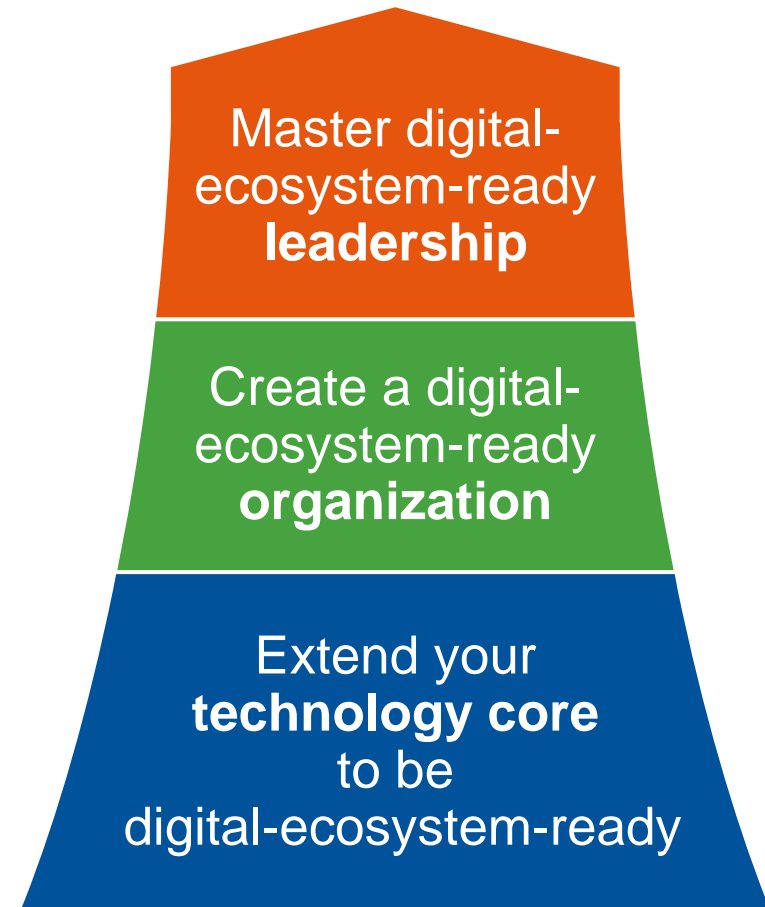 Master digital-
ecosystem-ready
leadership
Create a digital-
ecosystem-ready
organization
Extend your
technology core
to be
digital-ecosystem-ready